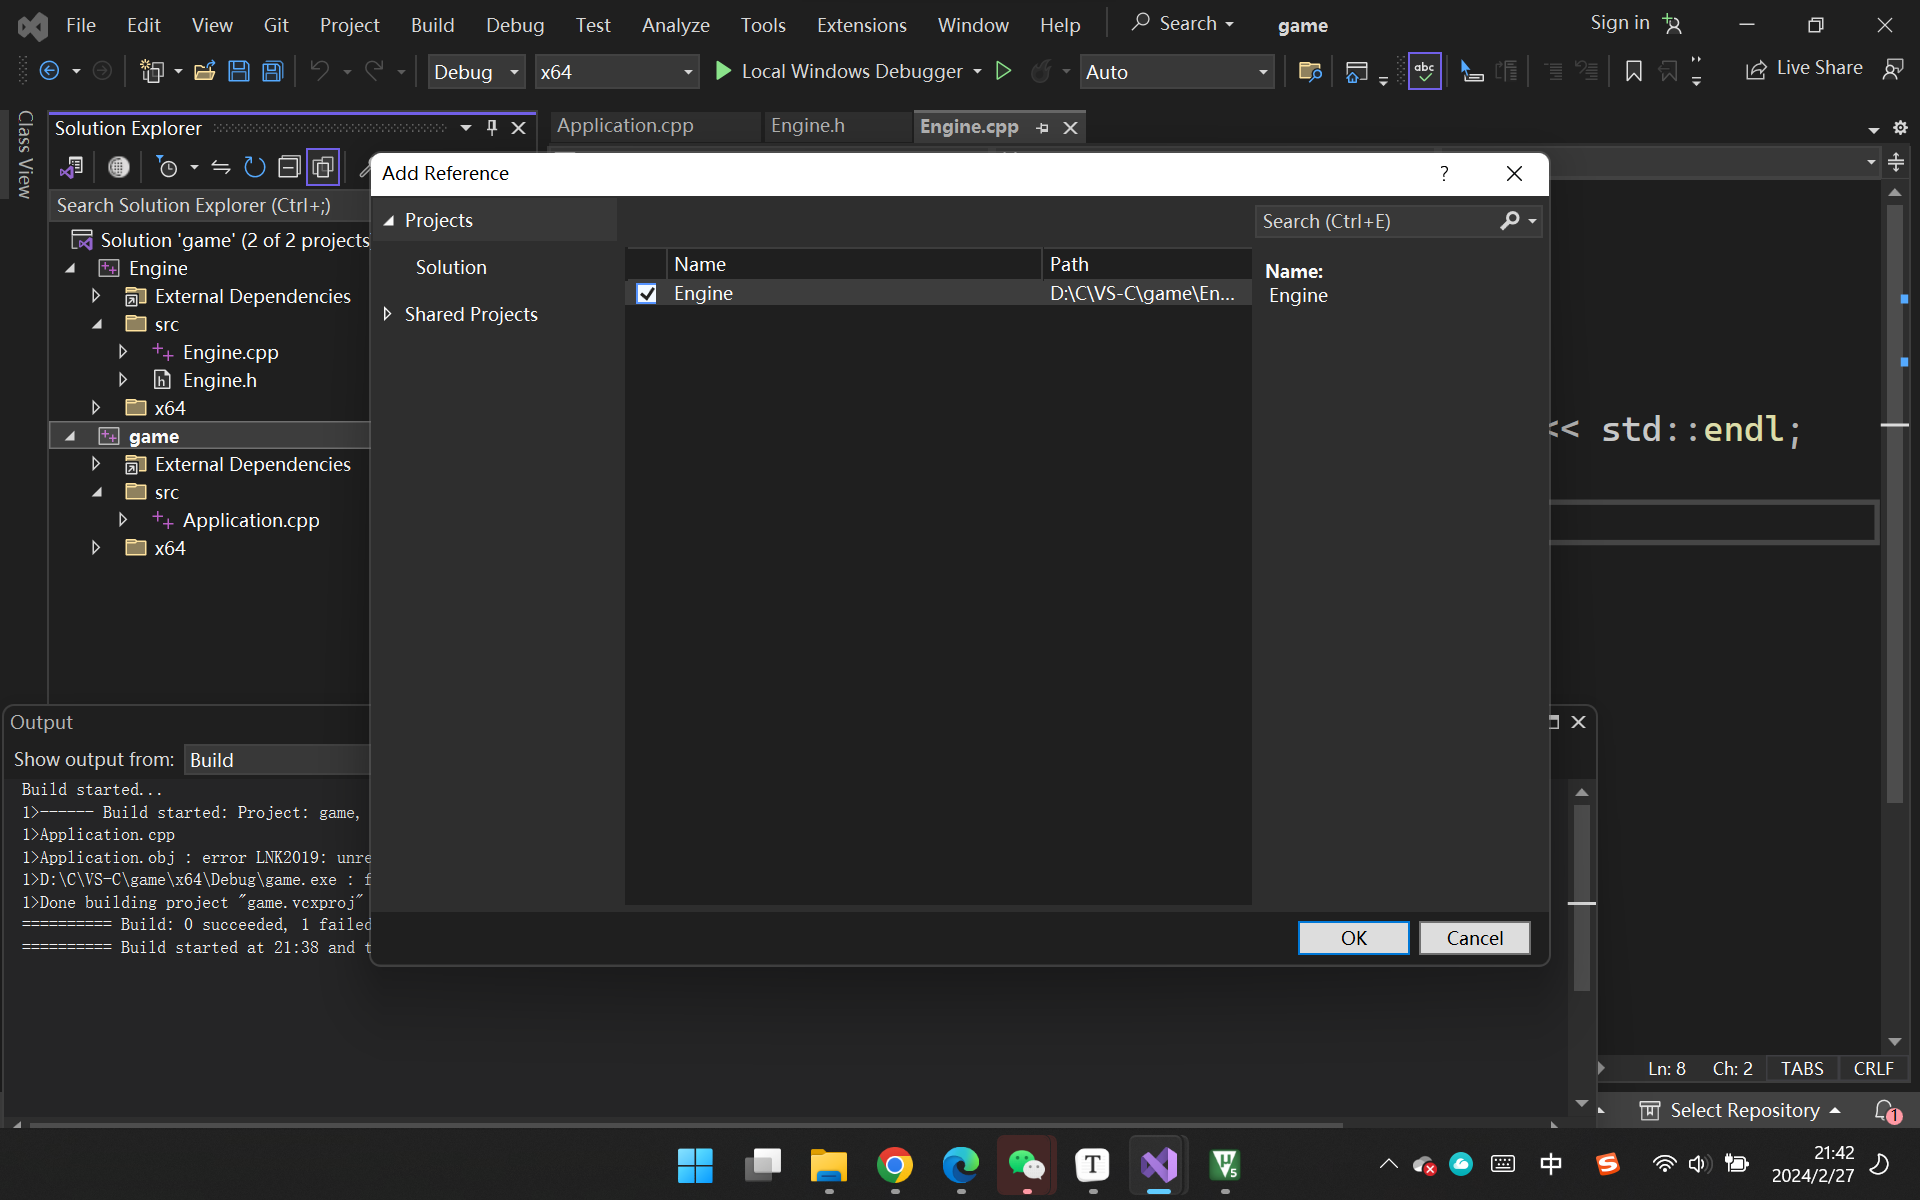 File Edit View Git Project Build Debug Test Analyze Tools Extensions Window Help Search game Sign in
Debug x64 Local Windows Debugger Auto abc Live Share
Class View
Solution Explorer
Application.cpp Engine.h Engine.cpp
Search Solution Explorer (Ctrl+;)
Solution 'game' (2 of 2 projects
Engine
External Dependencies
src
Engine.cpp
Engine.h
x64
game
External Dependencies
src
Application.cpp
x64
Add Reference ?
Projects
Solution
Shared Projects
Search (Ctrl+E)
Name Path
Engine D:\C\VS-C\game\En...
Name:
Engine
OK Cancel
<< std::endl;
Output
Show output from: Build
Build started...
1>------ Build started: Project: game,
1>Application.cpp
1>Application.obj : error LNK2019: unre
1>D:\C\VS-C\game\x64\Debug\game.exe : f
1>Done building project "game.vcxproj"
========== Build: 0 succeeded, 1 failed
========== Build started at 21:38 and t
Ln: 8 Ch: 2 TABS CRLF
Select Repository 1
T 5 中 S 21:42
2024/2/27